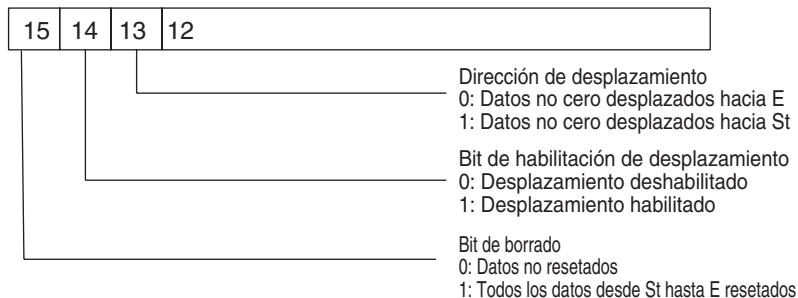 15 14 13 12
Dirección de desplazamiento
0: Datos no cero desplazados hacia E
1: Datos no cero desplazados hacia St
Bit de habilitación de desplazamiento
0: Desplazamiento deshabilitado
1: Desplazamiento habilitado
Bit de borrado
0: Datos no resetados
1: Todos los datos desde St hasta E resetados